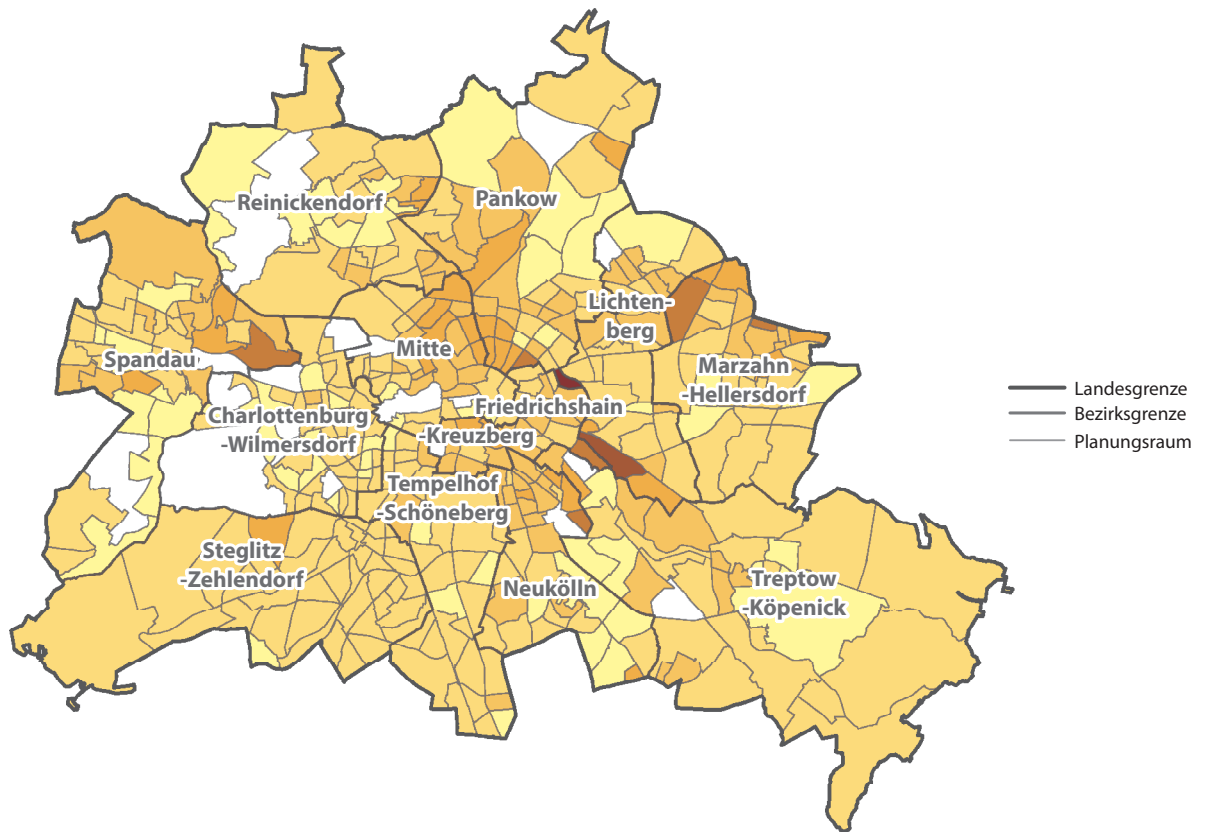 Reinickendorf
Pankow
Lichten-
berg
Spandau
Mitte
Marzahn
-Hellersdorf
Charlottenburg
-Wilmersdorf
Friedrichshain
-Kreuzberg
Tempelhof
-Schöneberg
Steglitz
-Zehlendorf
Neukölln
Treptow
-Köpenick
Landesgrenze
Bezirksgrenze
Planungsraum